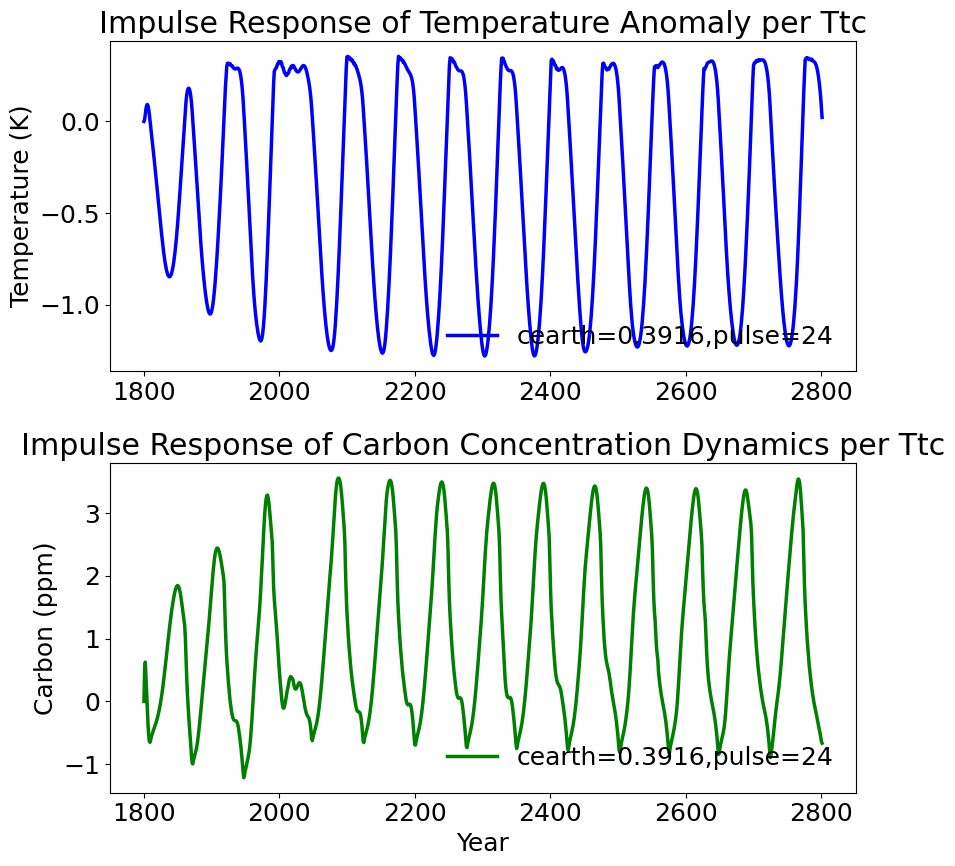 Impulse Response of Temperature Anomaly per Ttc
Temperature (K)
0.0
−0.5
−1.0
cearth=0.3916,pulse=24
1800 2000 2200 2400 2600 2800
Impulse Response of Carbon Concentration Dynamics per Ttc
Carbon (ppm)
3
2
1
0
−1
cearth=0.3916,pulse=24
1800 2000 2200 2400 2600 2800
Year